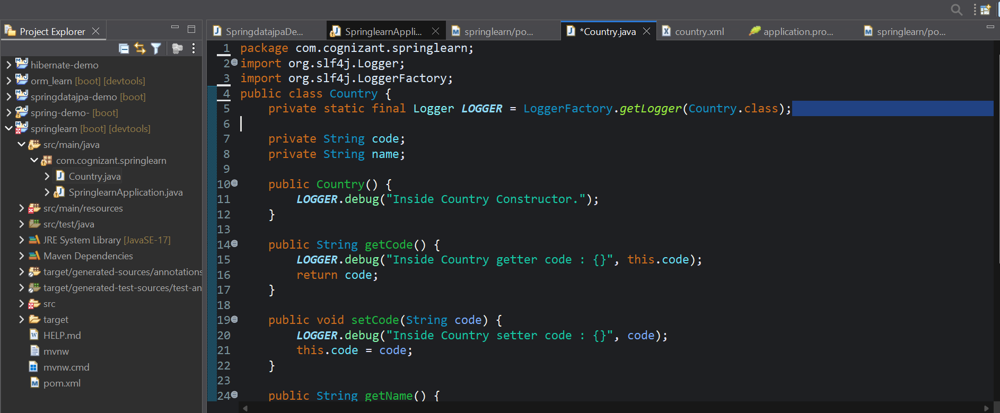 Project Explorer
hibernate-demo
orm_learn [boot] [devtools]
springdatajpa-demo [boot]
spring-demo- [boot]
springlearn [boot] [devtools]
src/main/java
com.cognizant.springlearn
Country.java
SpringlearnApplication.java
src/main/resources
src/test/java
JRE System Library [JavaSE-17]
Maven Dependencies
target/generated-sources/annotations
target/generated-test-sources/test-an
src
target
HELP.md
mvnw
mvnw.cmd
pom.xml
SpringdatajpaDe... SpringlearnAppli... springlearn/po... *Country.java country.xml application.pro... springlearn/po...
1 package com.cognizant.springlearn;
2 import org.slf4j.Logger;
3 import org.slf4j.LoggerFactory;
4 public class Country {
5 private static final Logger LOGGER = LoggerFactory.getLogger(Country.class);
6
7 private String code;
8 private String name;
9
10 public Country() {
11 LOGGER.debug("Inside Country Constructor.");
12 }
13
14 public String getCode() {
15 LOGGER.debug("Inside Country getter code : {}", this.code);
16 return code;
17 }
18
19 public void setCode(String code) {
20 LOGGER.debug("Inside Country setter code : {}", code);
21 this.code = code;
22 }
23
24 public String getName() {